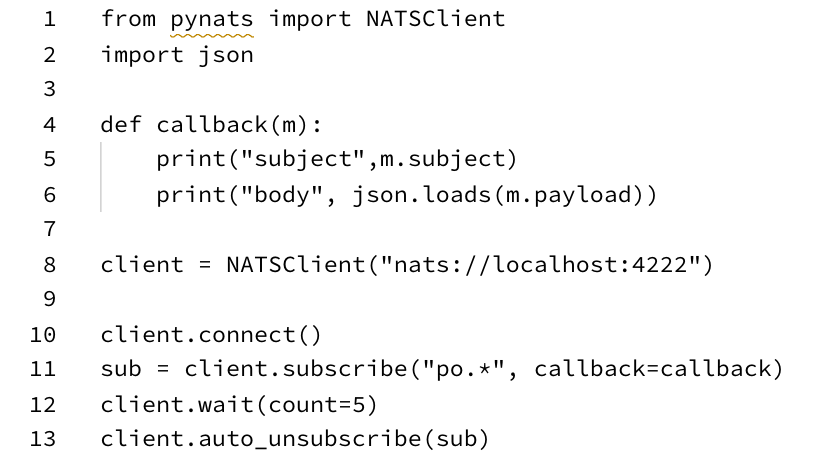 1 from pynats import NATSClient
2 import json
3
4 def callback(m):
5     print("subject",m.subject)
6     print("body", json.loads(m.payload))
7
8 client = NATSClient("nats://localhost:4222")
9
10 client.connect()
11 sub = client.subscribe("po.*", callback=callback)
12 client.wait(count=5)
13 client.auto_unsubscribe(sub)